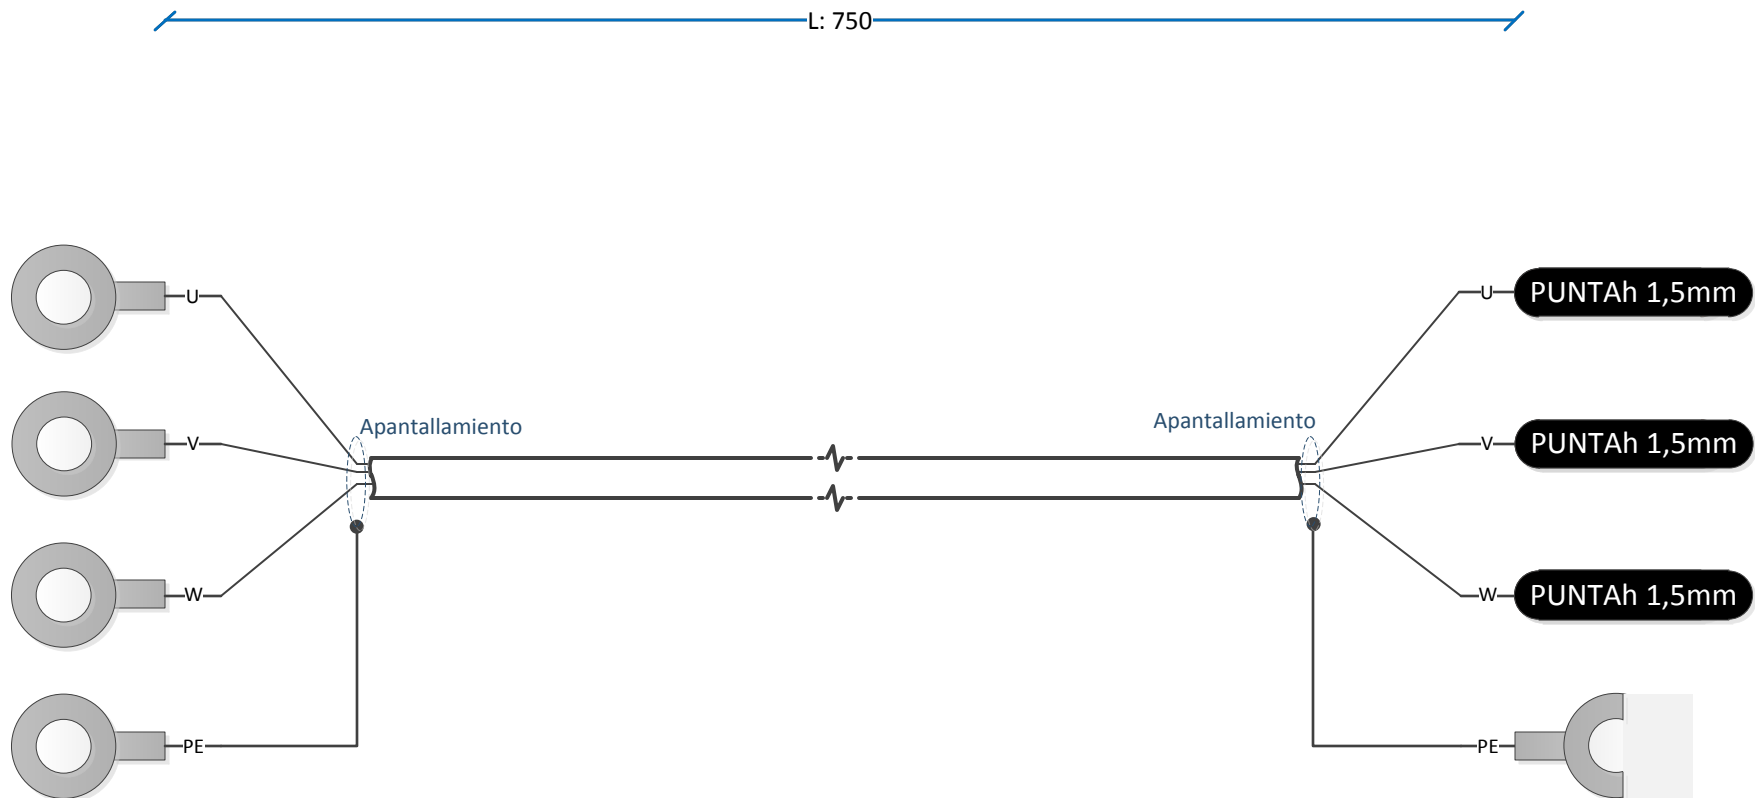 L: 750
U
U
PUNTAh 1,5mm
Apantallamiento
Apantallamiento
V
V
PUNTAh 1,5mm
W
W
PUNTAh 1,5mm
PE
PE